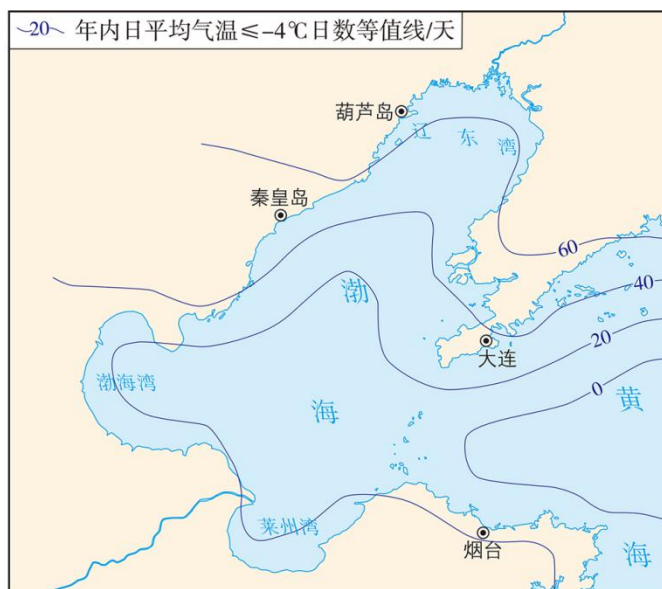 20 年内日平均气温≤-4℃日数等值线/天
葫芦岛
辽东湾
秦皇岛
60
渤
40
大连
20
渤海湾
0
海
黄
莱州湾
烟台
海